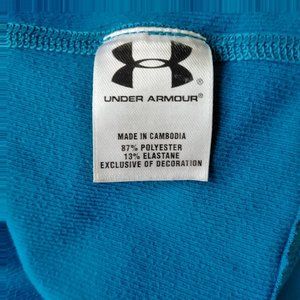 UNDER ARMOUR®
MADE IN CAMBODIA
87% POLYESTER
13% ELASTANE
EXCLUSIVE OF DECORATION